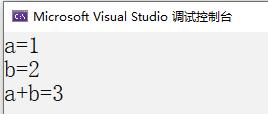 Microsoft Visual Studio 调试控制台
a=1
b=2
a+b=3